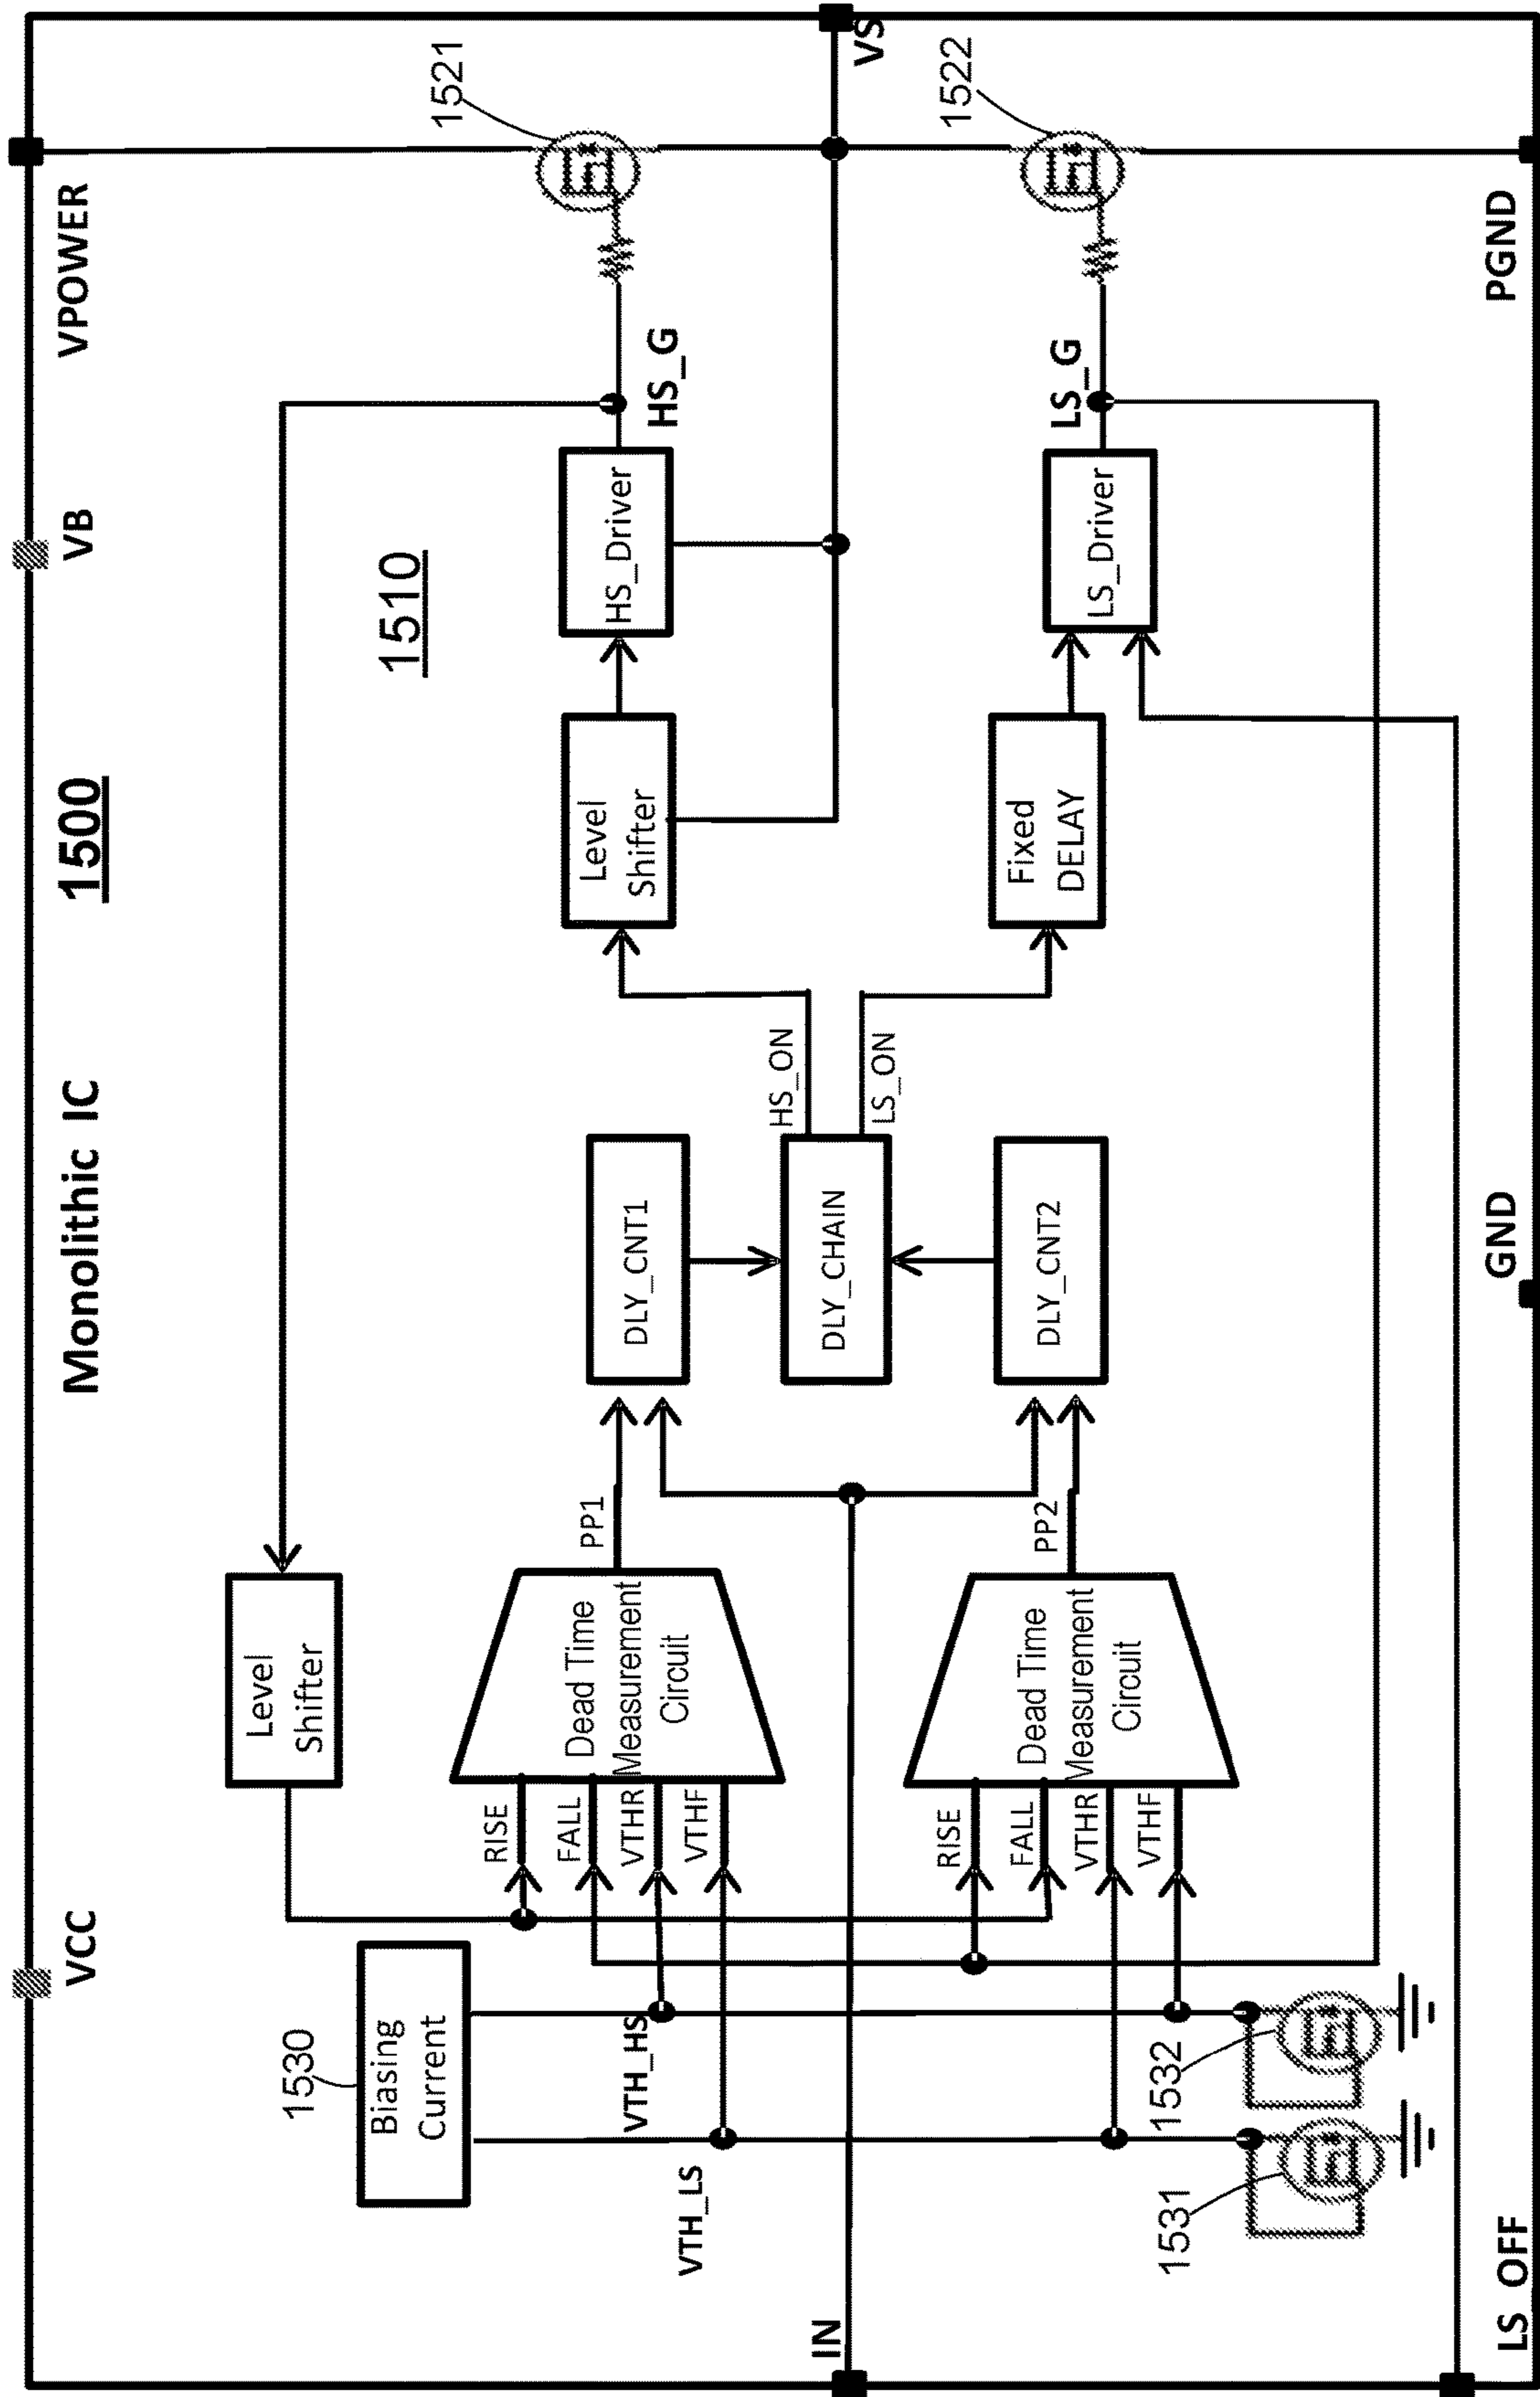 Monolithic IC
1500
VCC
VB
VPOWER
1530
Biasing
Current
Level
Shifter
1510
1521
RISE
FALL
VTHR
VTHF
Dead Time
Measurement
Circuit
PP1
DLY_CNT1
Level
Shifter
HS_Driver
HS_G
VTH_HS
VTH_LS
IN
DLY_CHAIN
HS_ON
LS_ON
VS
RISE
FALL
VTHR
VTHF
Dead Time
Measurement
Circuit
PP2
DLY_CNT2
Fixed
DELAY
LS_Driver
LS_G
1522
1531
1532
LS_OFF
GND
PGND